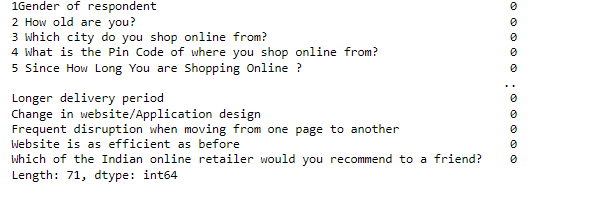 1Gender of respondent 0
2 How old are you? 0
3 Which city do you shop online from? 0
4 What is the Pin Code of where you shop online from? 0
5 Since How Long You are Shopping Online ? 0
..
Longer delivery period 0
Change in website/Application design 0
Frequent disruption when moving from one page to another 0
Website is as efficient as before 0
Which of the Indian online retailer would you recommend to a friend? 0
Length: 71, dtype: int64